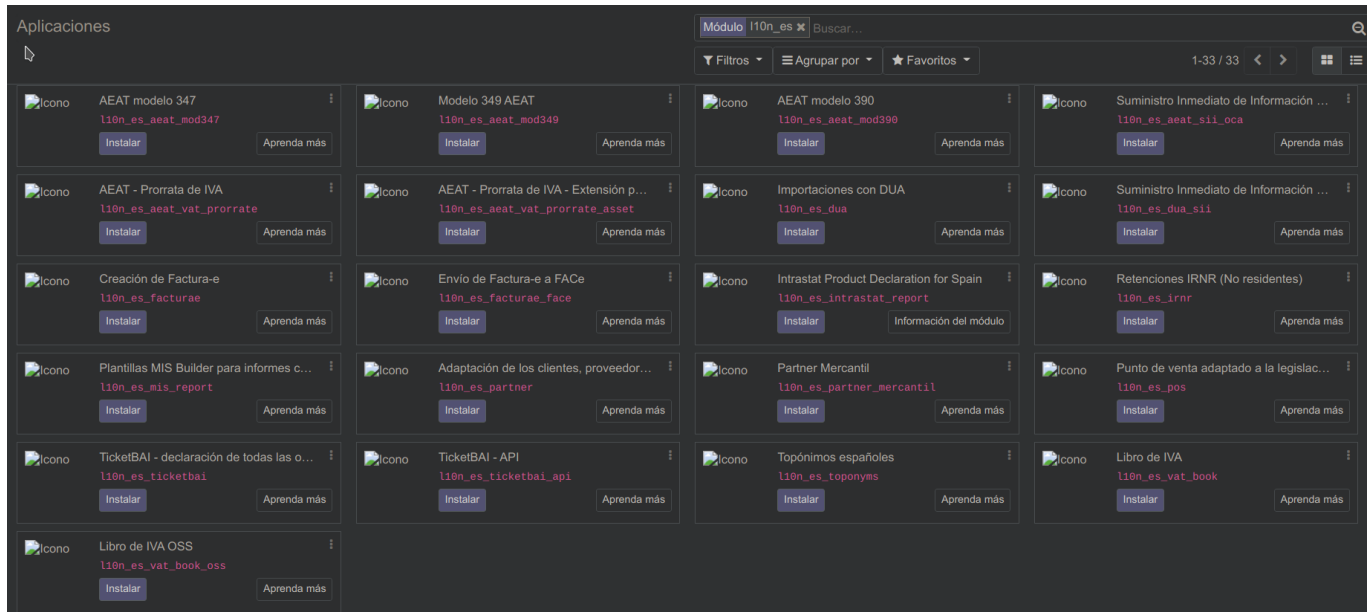 Aplicaciones
Módulo l10n_es Buscar...
Filtros Agrupar por Favoritos 1-33 / 33
Icono AEAT modelo 347
l10n_es_aeat_mod347
Instalar Aprenda más
Icono Modelo 349 AEAT
l10n_es_aeat_mod349
Instalar Aprenda más
Icono AEAT modelo 390
l10n_es_aeat_mod390
Instalar Aprenda más
Icono Suministro Inmediato de Información ...
l10n_es_aeat_sii_oca
Instalar Aprenda más
Icono AEAT - Prorrata de IVA
l10n_es_aeat_vat_prorrate
Instalar Aprenda más
Icono AEAT - Prorrata de IVA - Extensión p...
l10n_es_aeat_vat_prorrate_asset
Instalar Aprenda más
Icono Importaciones con DUA
l10n_es_dua
Instalar Aprenda más
Icono Suministro Inmediato de Información ...
l10n_es_dua_sii
Instalar Aprenda más
Icono Creación de Factura-e
l10n_es_facturae
Instalar Aprenda más
Icono Envío de Factura-e a FACe
l10n_es_facturae_face
Instalar Aprenda más
Icono Intrastat Product Declaration for Spain
l10n_es_intrastat_report
Instalar Información del módulo
Icono Retenciones IRNR (No residentes)
l10n_es_irnr
Instalar Aprenda más
Icono Plantillas MIS Builder para informes c...
l10n_es_mis_report
Instalar Aprenda más
Icono Adaptación de los clientes, proveedor...
l10n_es_partner
Instalar Aprenda más
Icono Partner Mercantil
l10n_es_partner_mercantil
Instalar Aprenda más
Icono Punto de venta adaptado a la legislac...
l10n_es_pos
Instalar Aprenda más
Icono TicketBAI - declaración de todas las o...
l10n_es_ticketbai
Instalar Aprenda más
Icono TicketBAI - API
l10n_es_ticketbai_api
Instalar Aprenda más
Icono Topónimos españoles
l10n_es_toponyms
Instalar Aprenda más
Icono Libro de IVA
l10n_es_vat_book
Instalar Aprenda más
Icono Libro de IVA OSS
l10n_es_vat_book_oss
Instalar Aprenda más